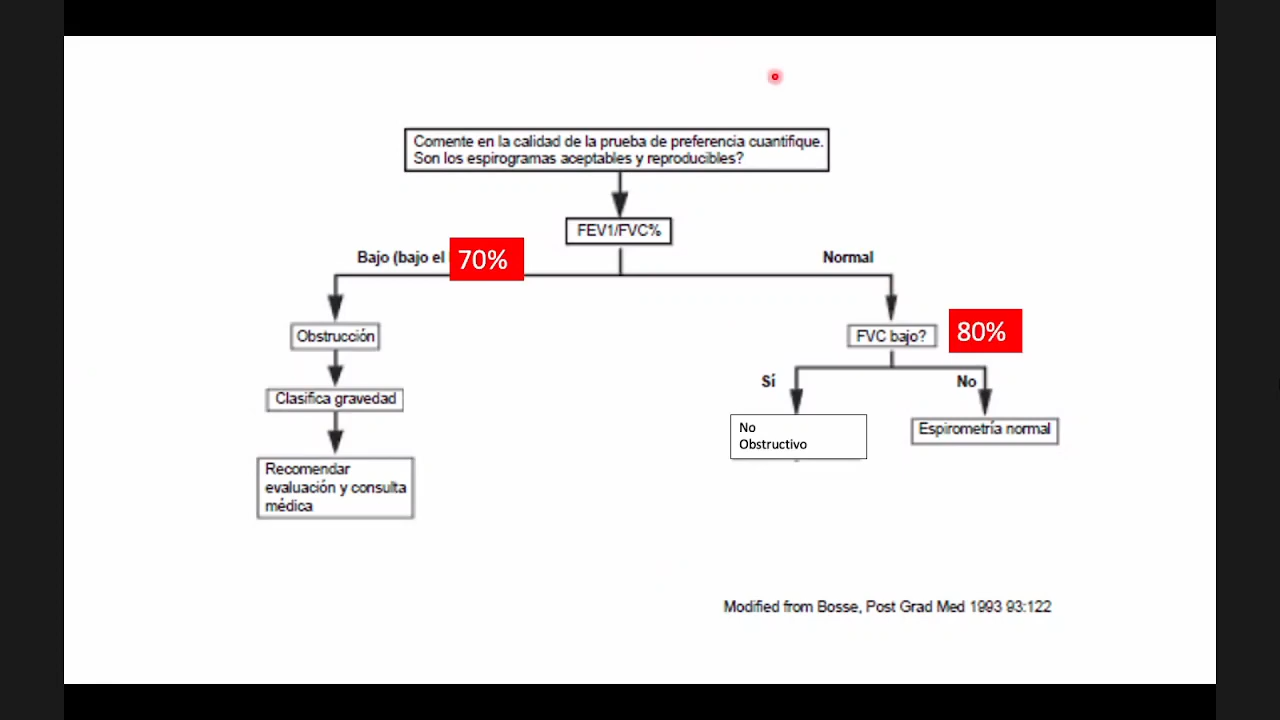 Comente en la calidad de la prueba de preferencia cuantifique.
Son los espirogramas aceptables y reproducibles?
FEV1/FVC%
Bajo (bajo el 70%
Normal
Obstrucción
FVC bajo? 80%
Clasifica gravedad
Sí
No
No
Obstructivo
Espirometría normal
Recomendar
evaluación y consulta
médica
Modified from Bosse, Post Grad Med 1993 93:122